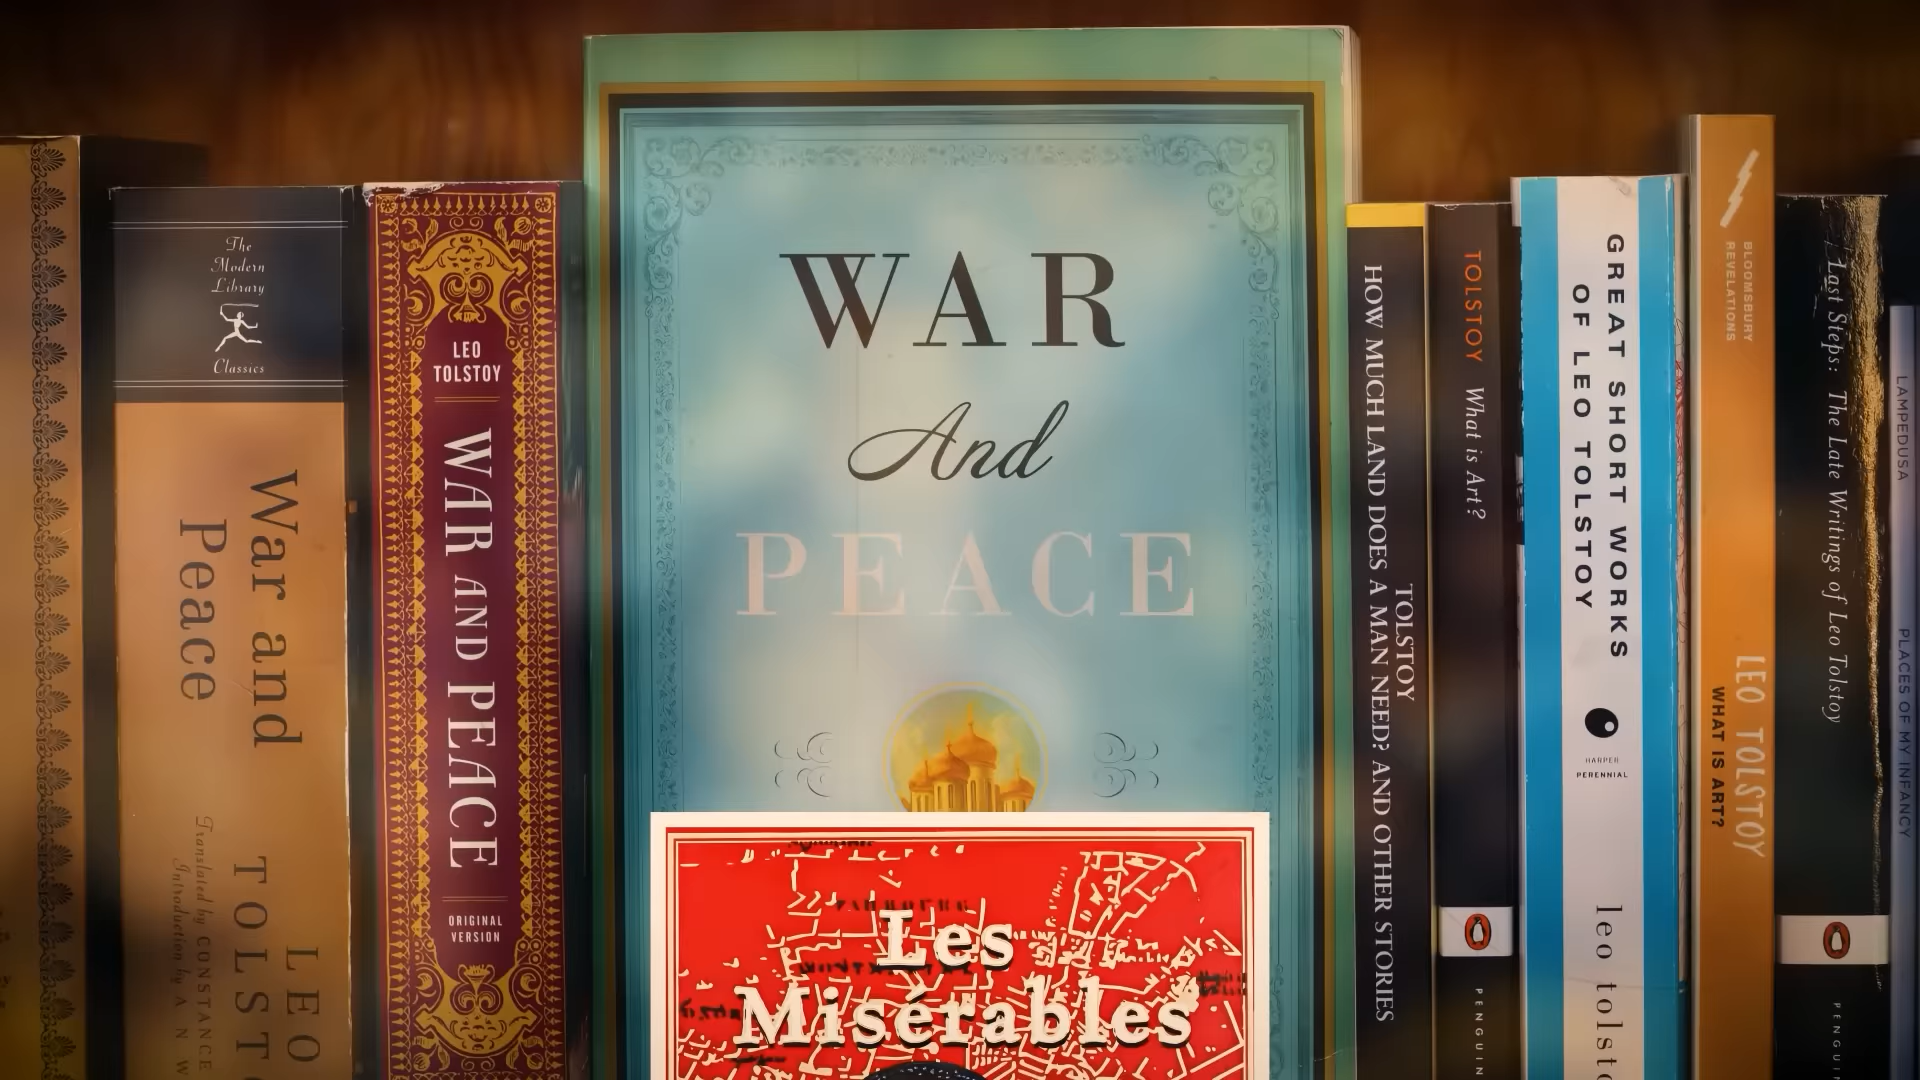 The
Modern
Library
Classics
War and
Peace
LEO
TOLST
Translated by CONSTANCE
Introduction by A N W
LEO
TOLSTOY
WAR AND PEACE
ORIGINAL
VERSION
WAR
And
PEACE
Les
Misérables
TOLSTOY
HOW MUCH LAND DOES A MAN NEED? AND OTHER STORIES
TOLSTOY What is Art?
PENGUIN
GREAT SHORT WORKS
OF LEO TOLSTOY
HARPER
PERENNIAL
leo tolsto
BLOOMSBURY
REVELATIONS
LEO TOLSTOY
WHAT IS ART?
Last Steps: The Late Writings of Leo Tolstoy
PENGUI
LAMPEDUSA
PLACES OF MY INFANCY